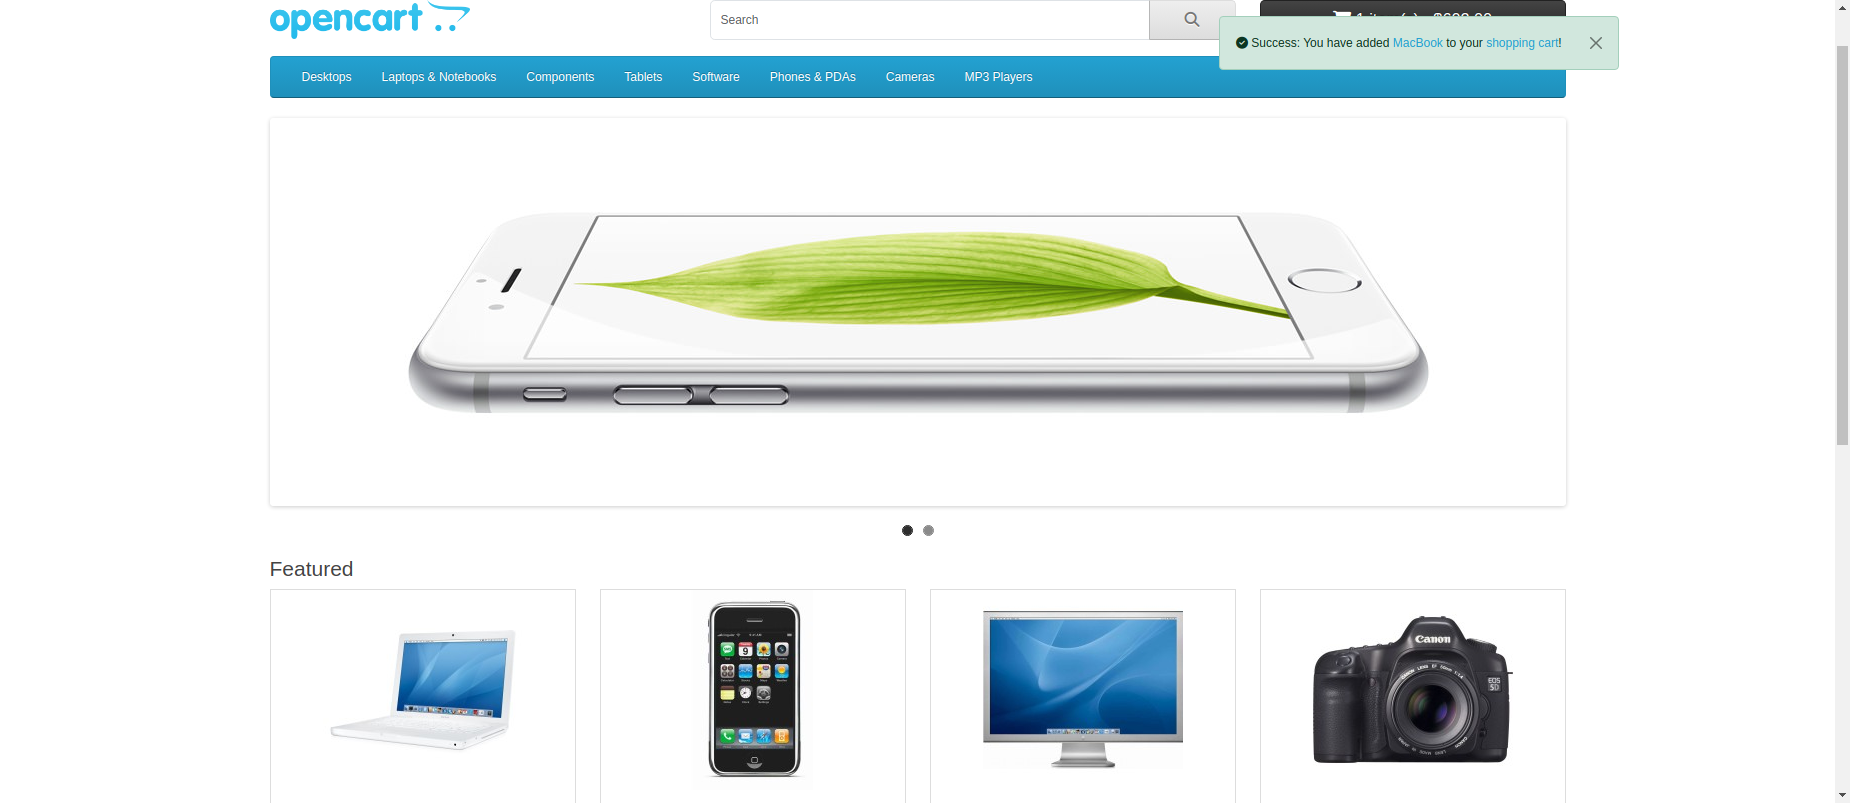 opencart
Search
Success: You have added MacBook to your shopping cart!
Desktops
Laptops & Notebooks
Components
Tablets
Software
Phones & PDAs
Cameras
MP3 Players
Featured
Canon
EOS
5D